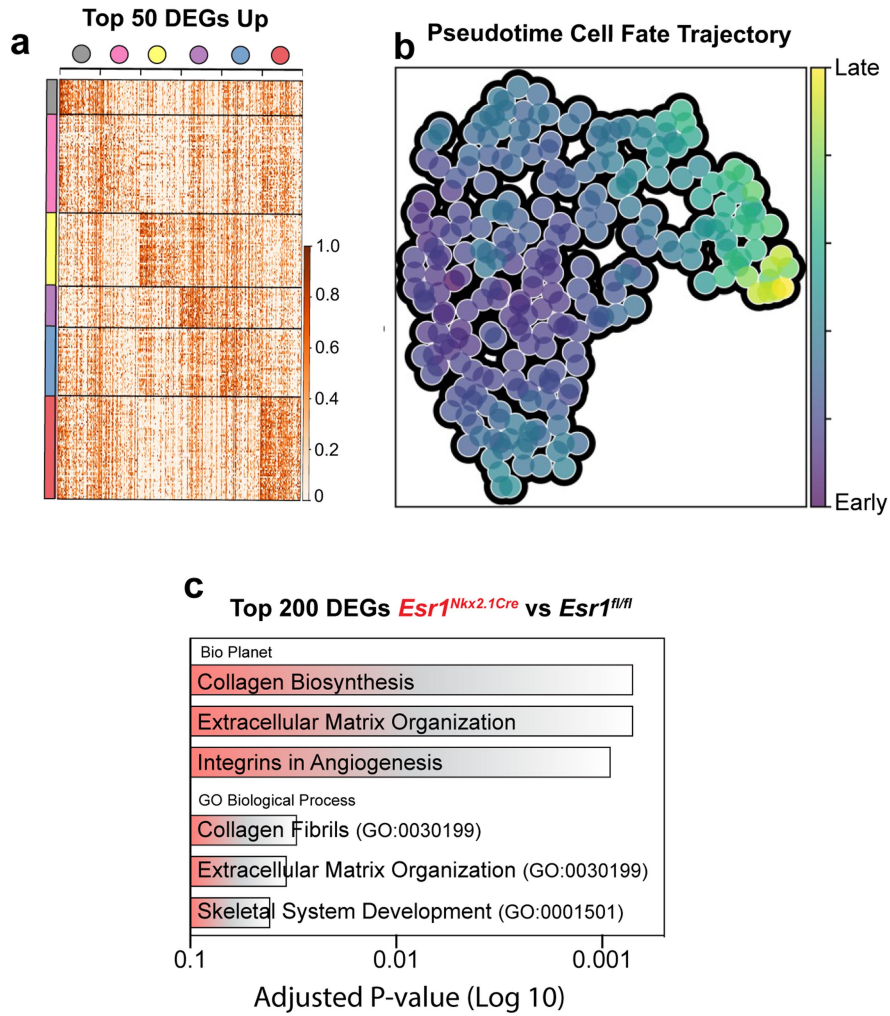 a
Top 50 DEGs Up
1.0
0.8
0.6
0.4
0.2
0
b
Pseudotime Cell Fate Trajectory
Late
Early
c
Top 200 DEGs Esr1Nkx2.1Cre vs Esr1fl/fl
Bio Planet
Collagen Biosynthesis
Extracellular Matrix Organization
Integrins in Angiogenesis
GO Biological Process
Collagen Fibrils (GO:0030199)
Extracellular Matrix Organization (GO:0030199)
Skeletal System Development (GO:0001501)
0.1 0.01 0.001
Adjusted P-value (Log 10)